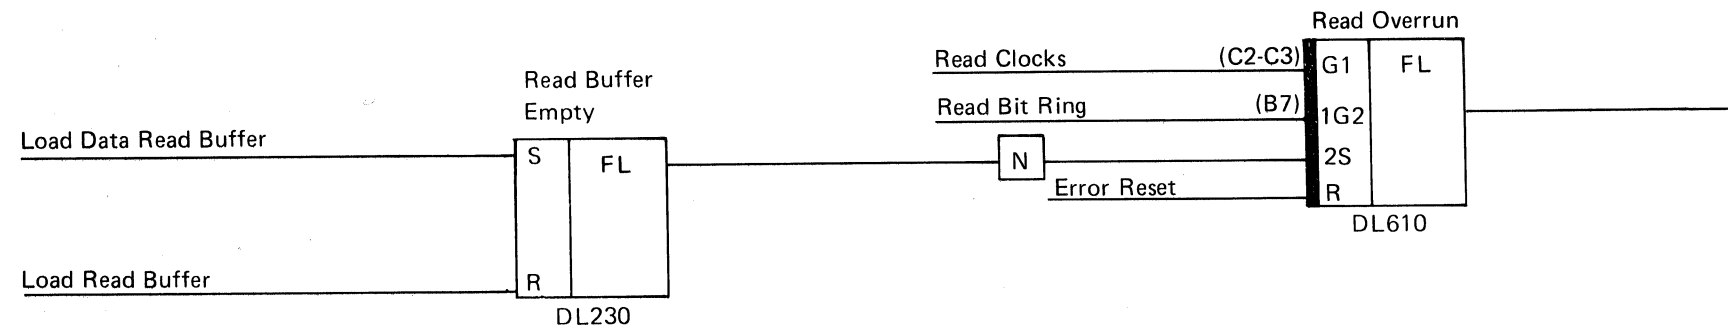 Read Overrun
Read Clocks (C2-C3) G1 FL
Read Buffer
Empty
Read Bit Ring (B7) 1G2
Load Data Read Buffer S FL N 2S
Error Reset R
DL610
Load Read Buffer R
DL230